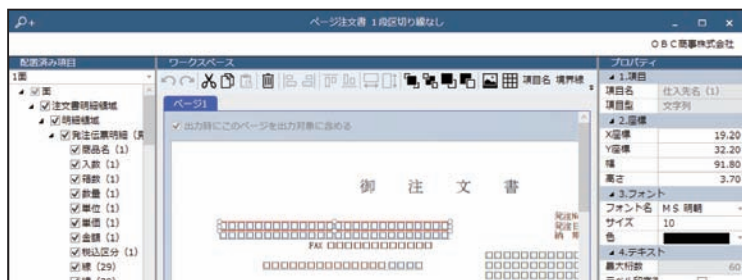 ページ注文書 1段区切り線なし
OBC商事株式会社
配置済み項目
1面
面
注文書明細領域
明細領域
発注伝票明細
商品名 (1)
入数 (1)
箱数 (1)
数量 (1)
単位 (1)
単価 (1)
金額 (1)
税込区分 (1)
線 (29)
ワークスペース
項目名 境界線
ページ1
出力時にこのページを出力対象に含める
御注文書
発注
発注
納
FAX
プロパティ
1.項目
項目名 仕入先名 (1)
項目型 文字列
2.座標
X座標 19.20
Y座標 32.20
幅 91.80
高さ 3.70
3.フォント
フォント名 MS 明朝
サイズ 10
色
4.テキスト
最大桁数 60